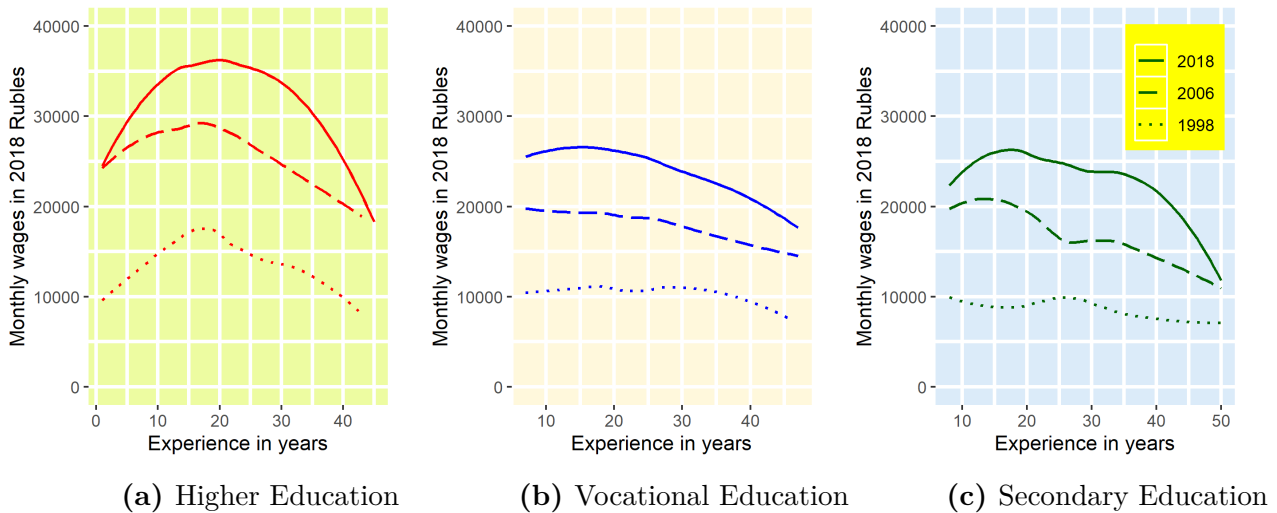 Monthly wages in 2018 Rubles
40000
30000
20000
10000
0
0 10 20 30 40
Experience in years
(a) Higher Education
Monthly wages in 2018 Rubles
40000
30000
20000
10000
0
10 20 30 40
Experience in years
(b) Vocational Education
Monthly wages in 2018 Rubles
40000
30000
20000
10000
0
10 20 30 40 50
Experience in years
2018
2006
1998
(c) Secondary Education